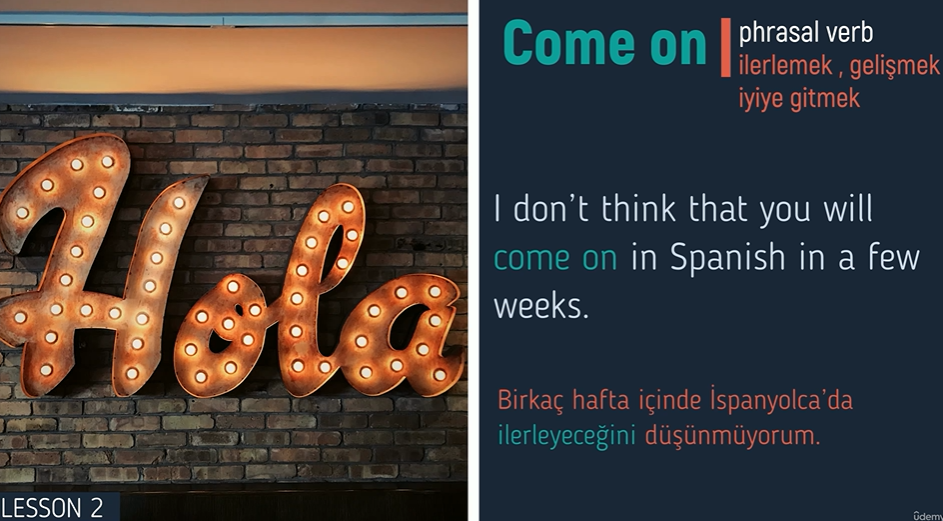 Hola
LESSON 2
Come on
phrasal verb
ilerlemek , gelişmek
iyiye gitmek
I don't think that you will
come on in Spanish in a few
weeks.
Birkaç hafta içinde İspanyolca'da
ilerleyeceğini düşünmüyorum.
ûdemy